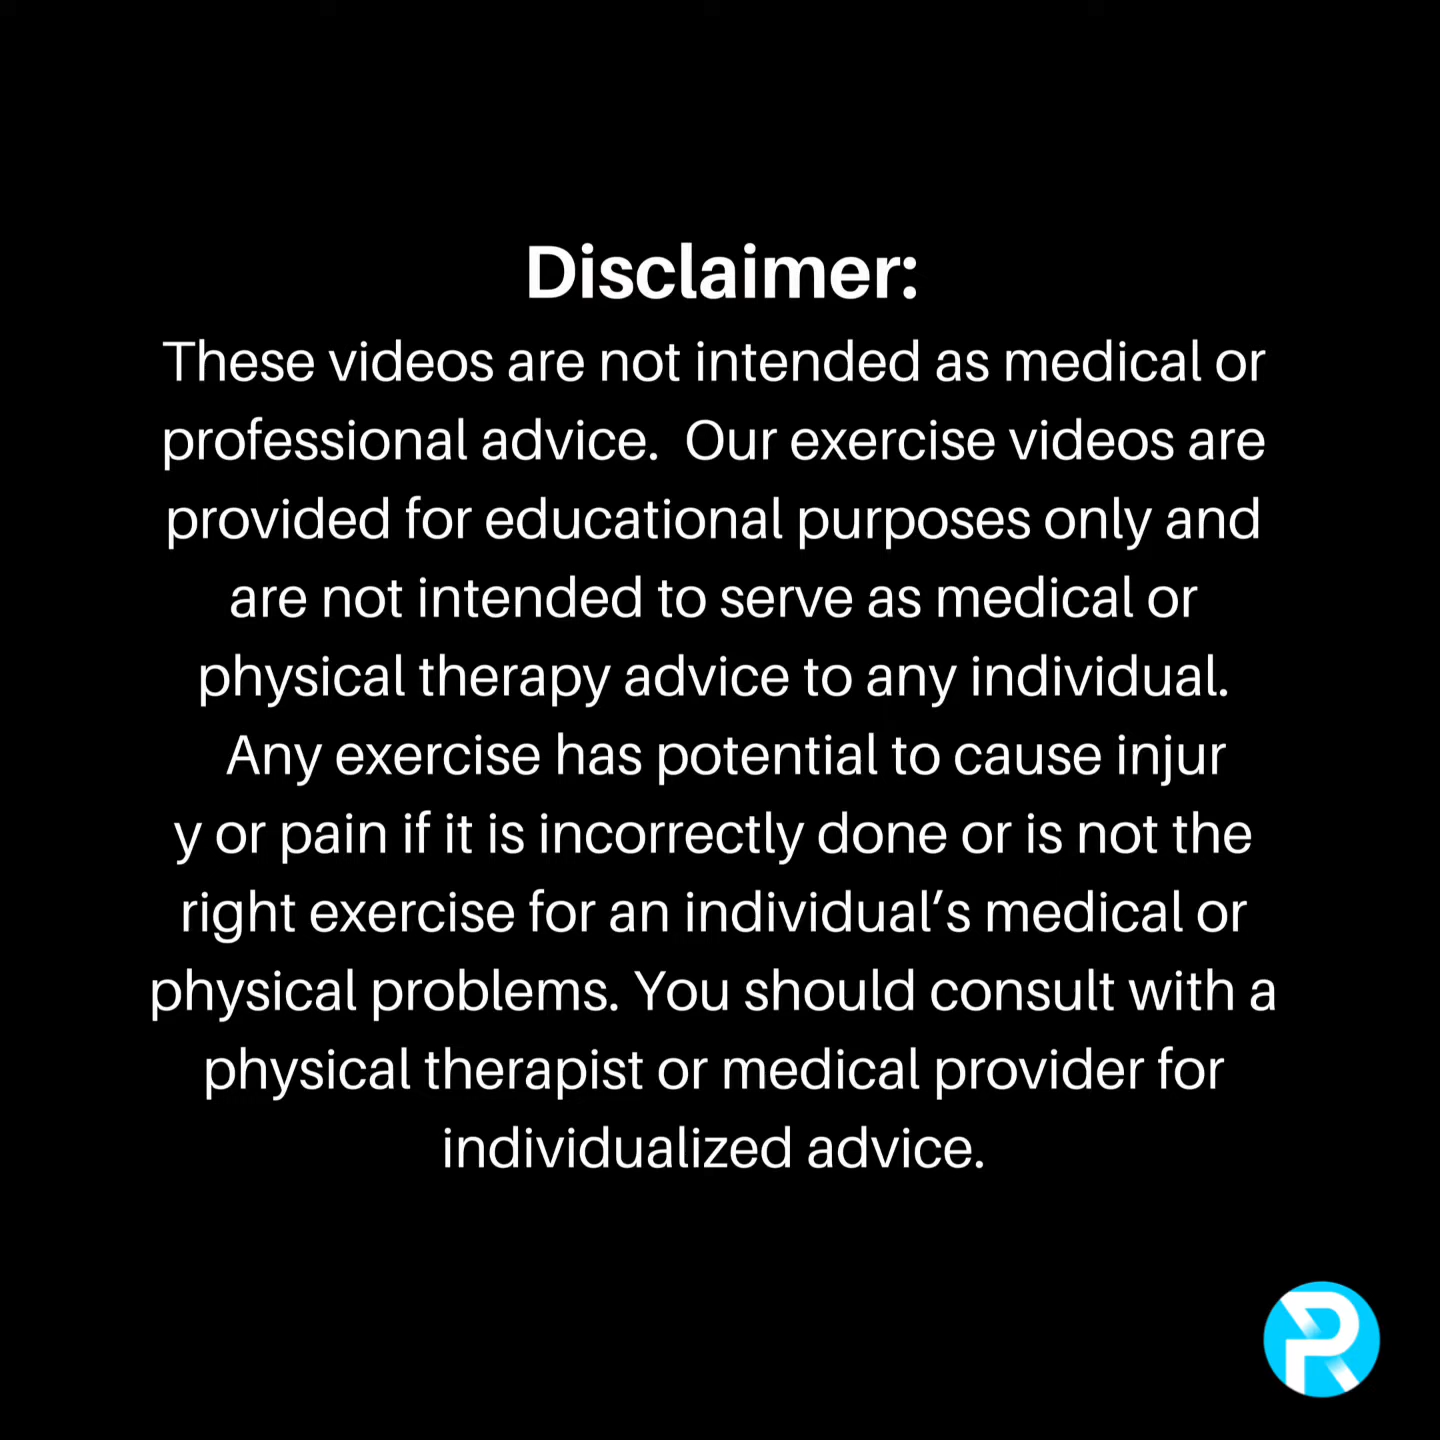 Disclaimer:
These videos are not intended as medical or
professional advice.  Our exercise videos are
provided for educational purposes only and
are not intended to serve as medical or
physical therapy advice to any individual.
Any exercise has potential to cause injur
y or pain if it is incorrectly done or is not the
right exercise for an individual’s medical or
physical problems. You should consult with a
physical therapist or medical provider for
individualized advice.